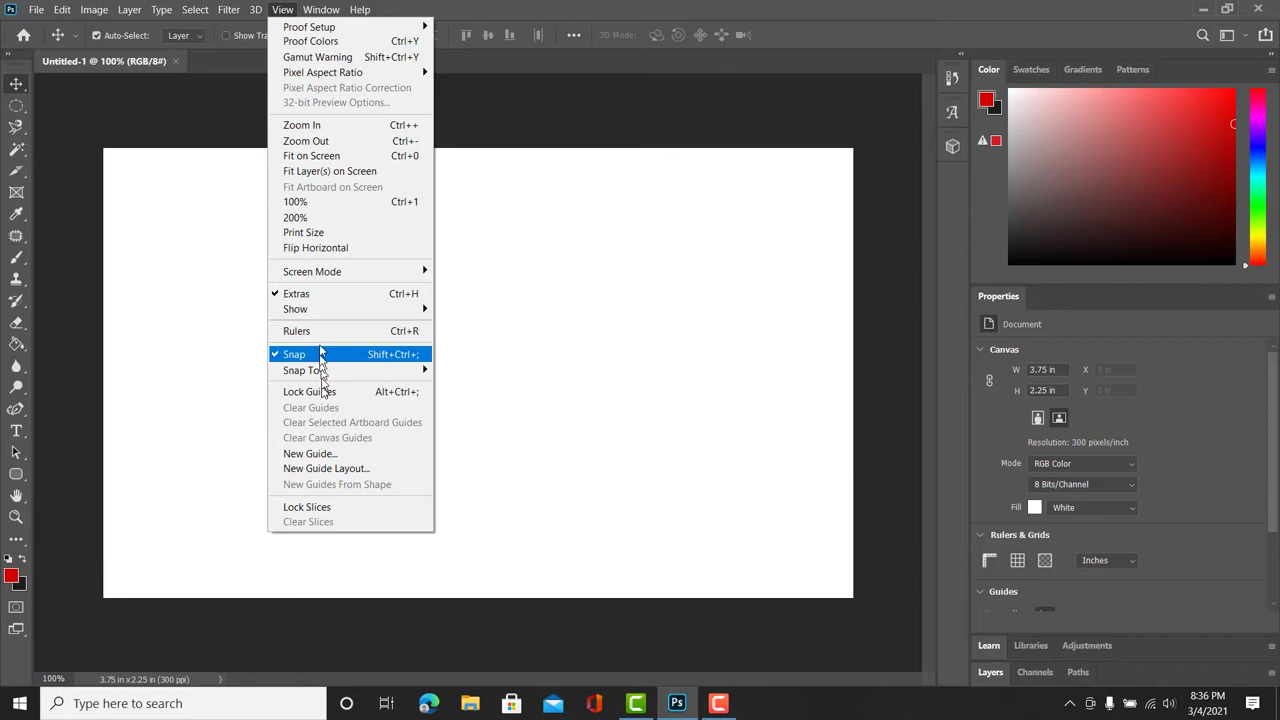 Ps File Edit Image Layer Type Select Filter 3D View Window Help
Auto-Select: Layer Show Tra 3D Mode:
Untitled-1 @ 100% (RGB/8#)
Proof Setup
Proof Colors Ctrl+Y
Gamut Warning Shift+Ctrl+Y
Pixel Aspect Ratio
Pixel Aspect Ratio Correction
32-bit Preview Options...
Zoom In Ctrl++
Zoom Out Ctrl+-
Fit on Screen Ctrl+0
Fit Layer(s) on Screen
Fit Artboard on Screen
100% Ctrl+1
200%
Print Size
Flip Horizontal
Screen Mode
Extras Ctrl+H
Show
Rulers Ctrl+R
Snap Shift+Ctrl+;
Snap To
Lock Guides Alt+Ctrl+;
Clear Guides
Clear Selected Artboard Guides
Clear Canvas Guides
New Guide...
New Guide Layout...
New Guides From Shape
Lock Slices
Clear Slices
Color Swatches Gradients Patterns
Properties
Document
Canvas
W 3.75 in X 0 in
H 2.25 in Y 0 in
Resolution: 300 pixels/inch
Mode RGB Color
8 Bits/Channel
Fill White
Rulers & Grids
Inches
Guides
Learn Libraries Adjustments
Layers Channels Paths
100% 3.75 in x 2.25 in (300 ppi)
Type here to search
Ps
8:36 PM
3/4/2021